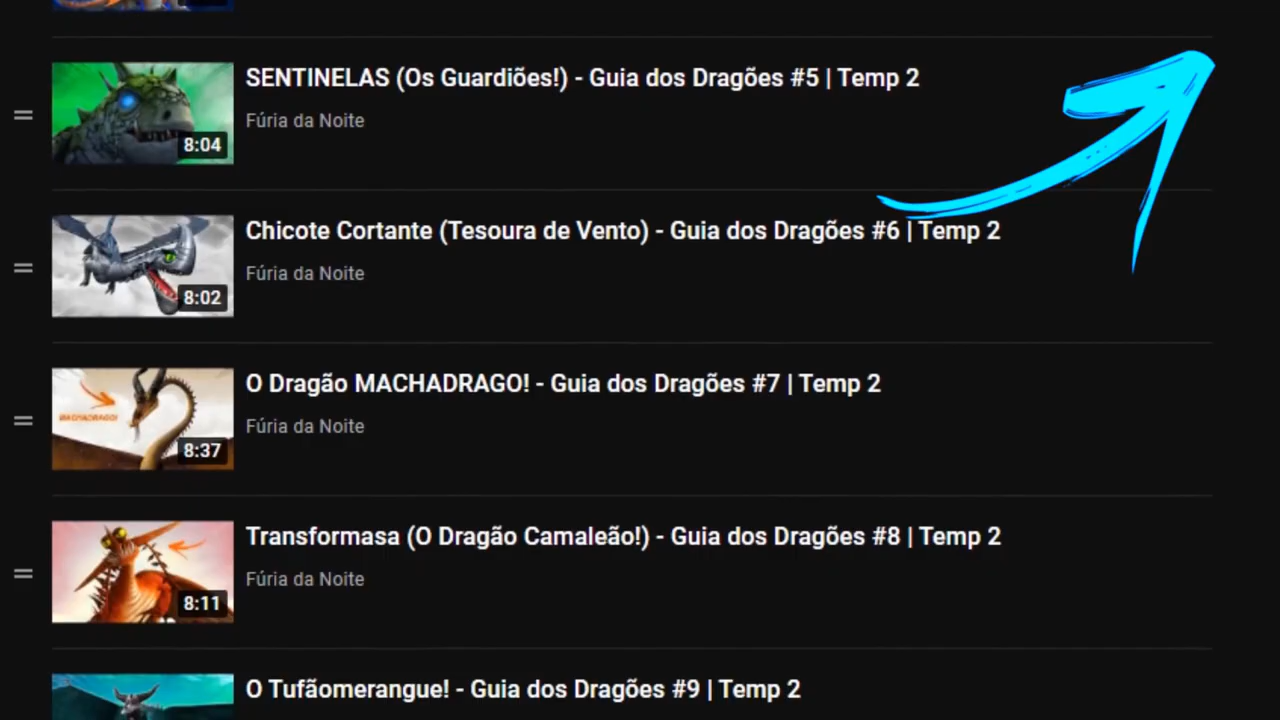 SENTINELAS (Os Guardiões!) - Guia dos Dragões #5 | Temp 2
Fúria da Noite
8:04
Chicote Cortante (Tesoura de Vento) - Guia dos Dragões #6 | Temp 2
Fúria da Noite
8:02
O Dragão MACHADRAGO! - Guia dos Dragões #7 | Temp 2
Fúria da Noite
MACHADRAGO!
8:37
Transformasa (O Dragão Camaleão!) - Guia dos Dragões #8 | Temp 2
Fúria da Noite
8:11
O Tufãomerangue! - Guia dos Dragões #9 | Temp 2